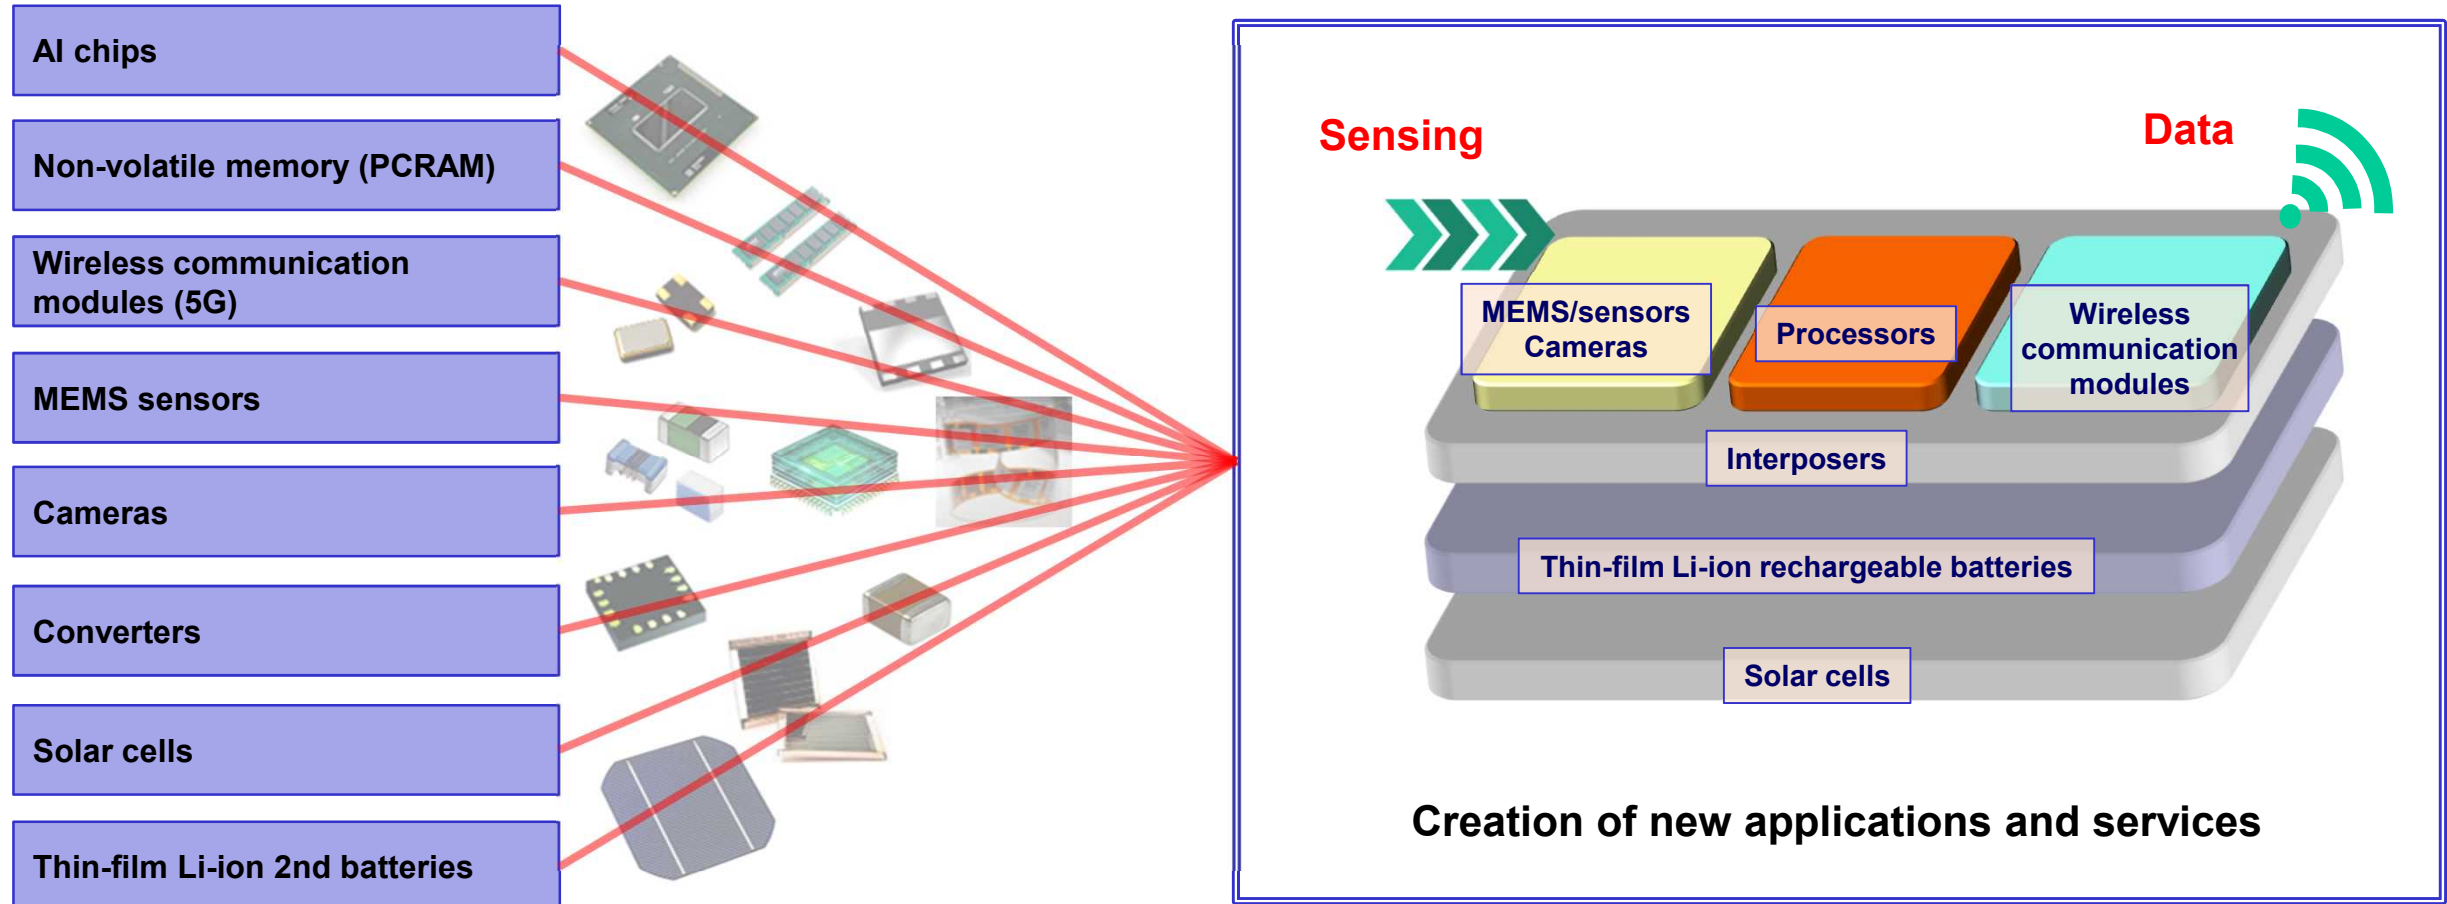 AI chips
Non-volatile memory (PCRAM)
Wireless communication
modules (5G)
MEMS sensors
Cameras
Converters
Solar cells
Thin-film Li-ion 2nd batteries
Sensing
Data
MEMS/sensors
Cameras
Processors
Wireless
communication
modules
Interposers
Thin-film Li-ion rechargeable batteries
Solar cells
Creation of new applications and services